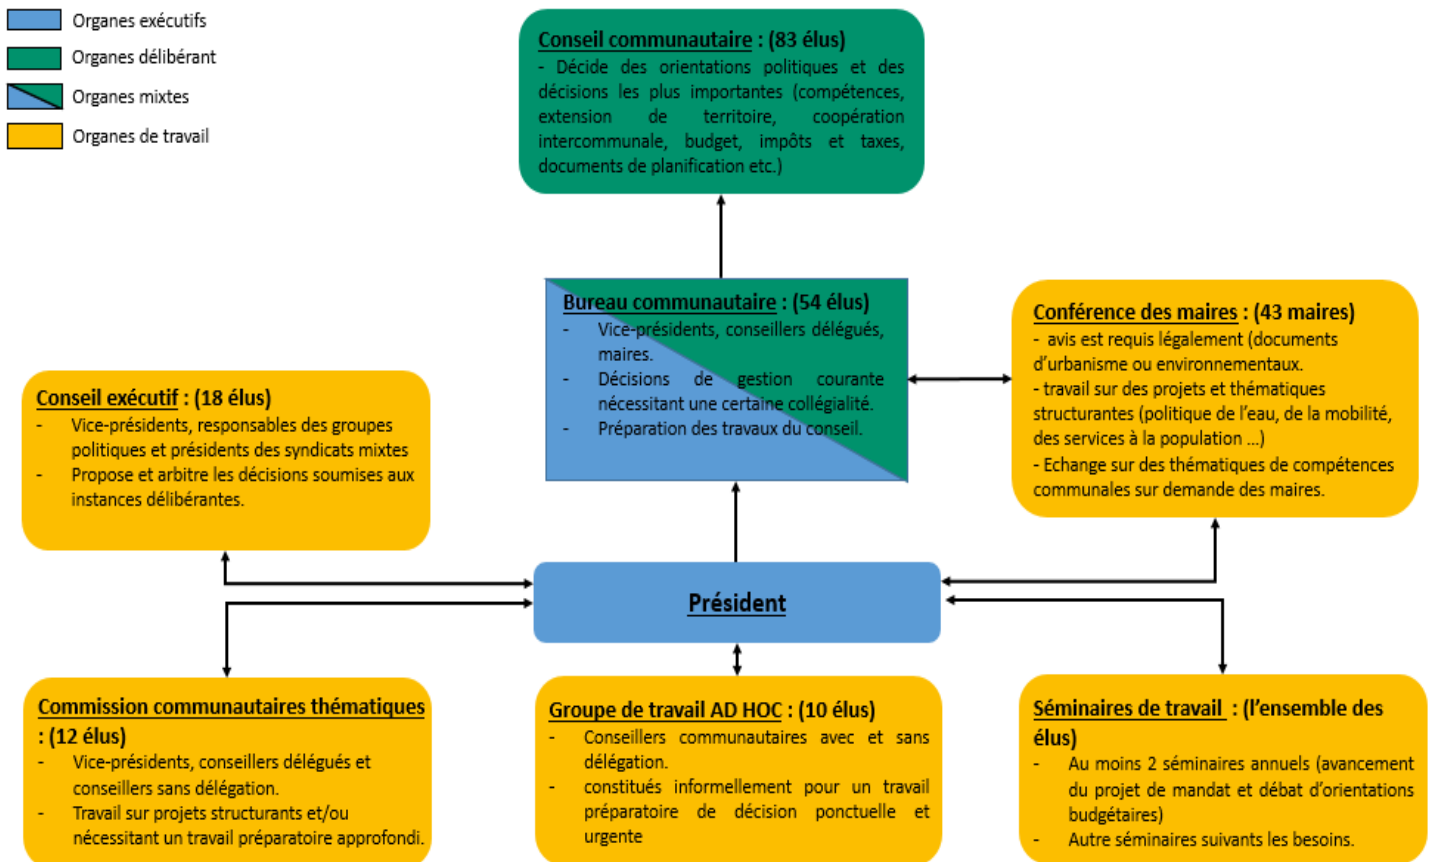 Organes exécutifs
Organes délibérant
Organes mixtes
Organes de travail
Conseil communautaire : (83 élus)
- Décide des orientations politiques et des
décisions les plus importantes (compétences,
extension de territoire, coopération
intercommunale, budget, impôts et taxes,
documents de planification etc.)
Bureau communautaire : (54 élus)
- Vice-présidents, conseillers délégués,
maires.
- Décisions de gestion courante
nécessitant une certaine collégialité.
- Préparation des travaux du conseil.
Conférence des maires : (43 maires)
- avis est requis légalement (documents
d'urbanisme ou environnementaux.
- travail sur des projets et thématiques
structurantes (politique de l'eau, de la mobilité,
des services à la population ...)
- Echange sur des thématiques de compétences
communales sur demande des maires.
Conseil exécutif : (18 élus)
- Vice-présidents, responsables des groupes
politiques et présidents des syndicats mixtes
- Propose et arbitre les décisions soumises aux
instances délibérantes.
Président
Commission communautaires thématiques
: (12 élus)
- Vice-présidents, conseillers délégués et
conseillers sans délégation.
- Travail sur projets structurants et/ou
nécessitant un travail préparatoire approfondi.
Groupe de travail AD HOC : (10 élus)
- Conseillers communautaires avec et sans
délégation.
- constitués informellement pour un travail
préparatoire de décision ponctuelle et
urgente
Séminaires de travail : (l'ensemble des
élus)
- Au moins 2 séminaires annuels (avancement
du projet de mandat et débat d'orientations
budgétaires)
- Autre séminaires suivants les besoins.